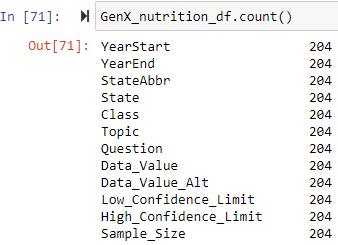 In [71]: GenX_nutrition_df.count()
Out[71]: YearStart 204
YearEnd 204
StateAbbr 204
State 204
Class 204
Topic 204
Question 204
Data_Value 204
Data_Value_Alt 204
Low_Confidence_Limit 204
High_Confidence_Limit 204
Sample_Size 204